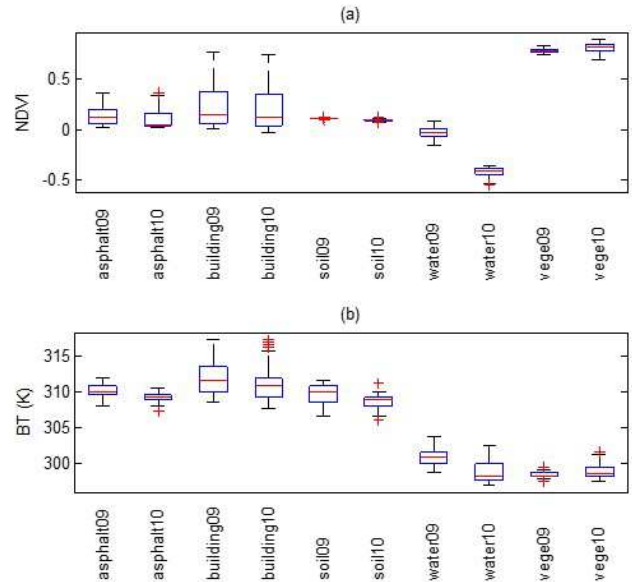 (a)
NDVI
0.5
0
-0.5
asphalt09
asphalt10
building09
building10
soil09
soil10
water09
water10
vege09
vege10
(b)
BT (K)
315
310
305
300
asphalt09
asphalt10
building09
building10
soil09
soil10
water09
water10
vege09
vege10